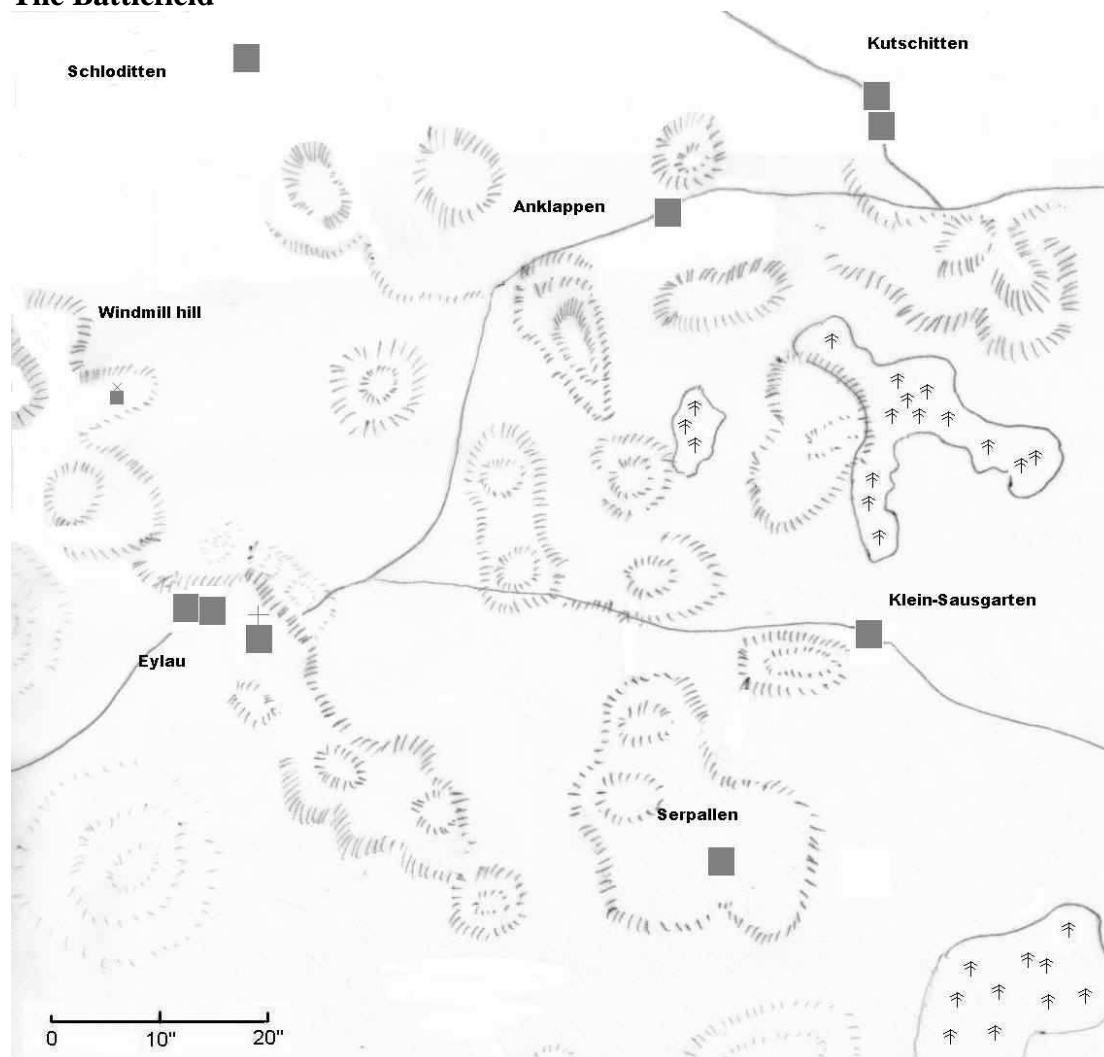 The Battlefield
Kutschitten
Schloditten
Anklappen
Windmill hill
Klein-Sausgarten
Eylau
Serpallen
0 10" 20"